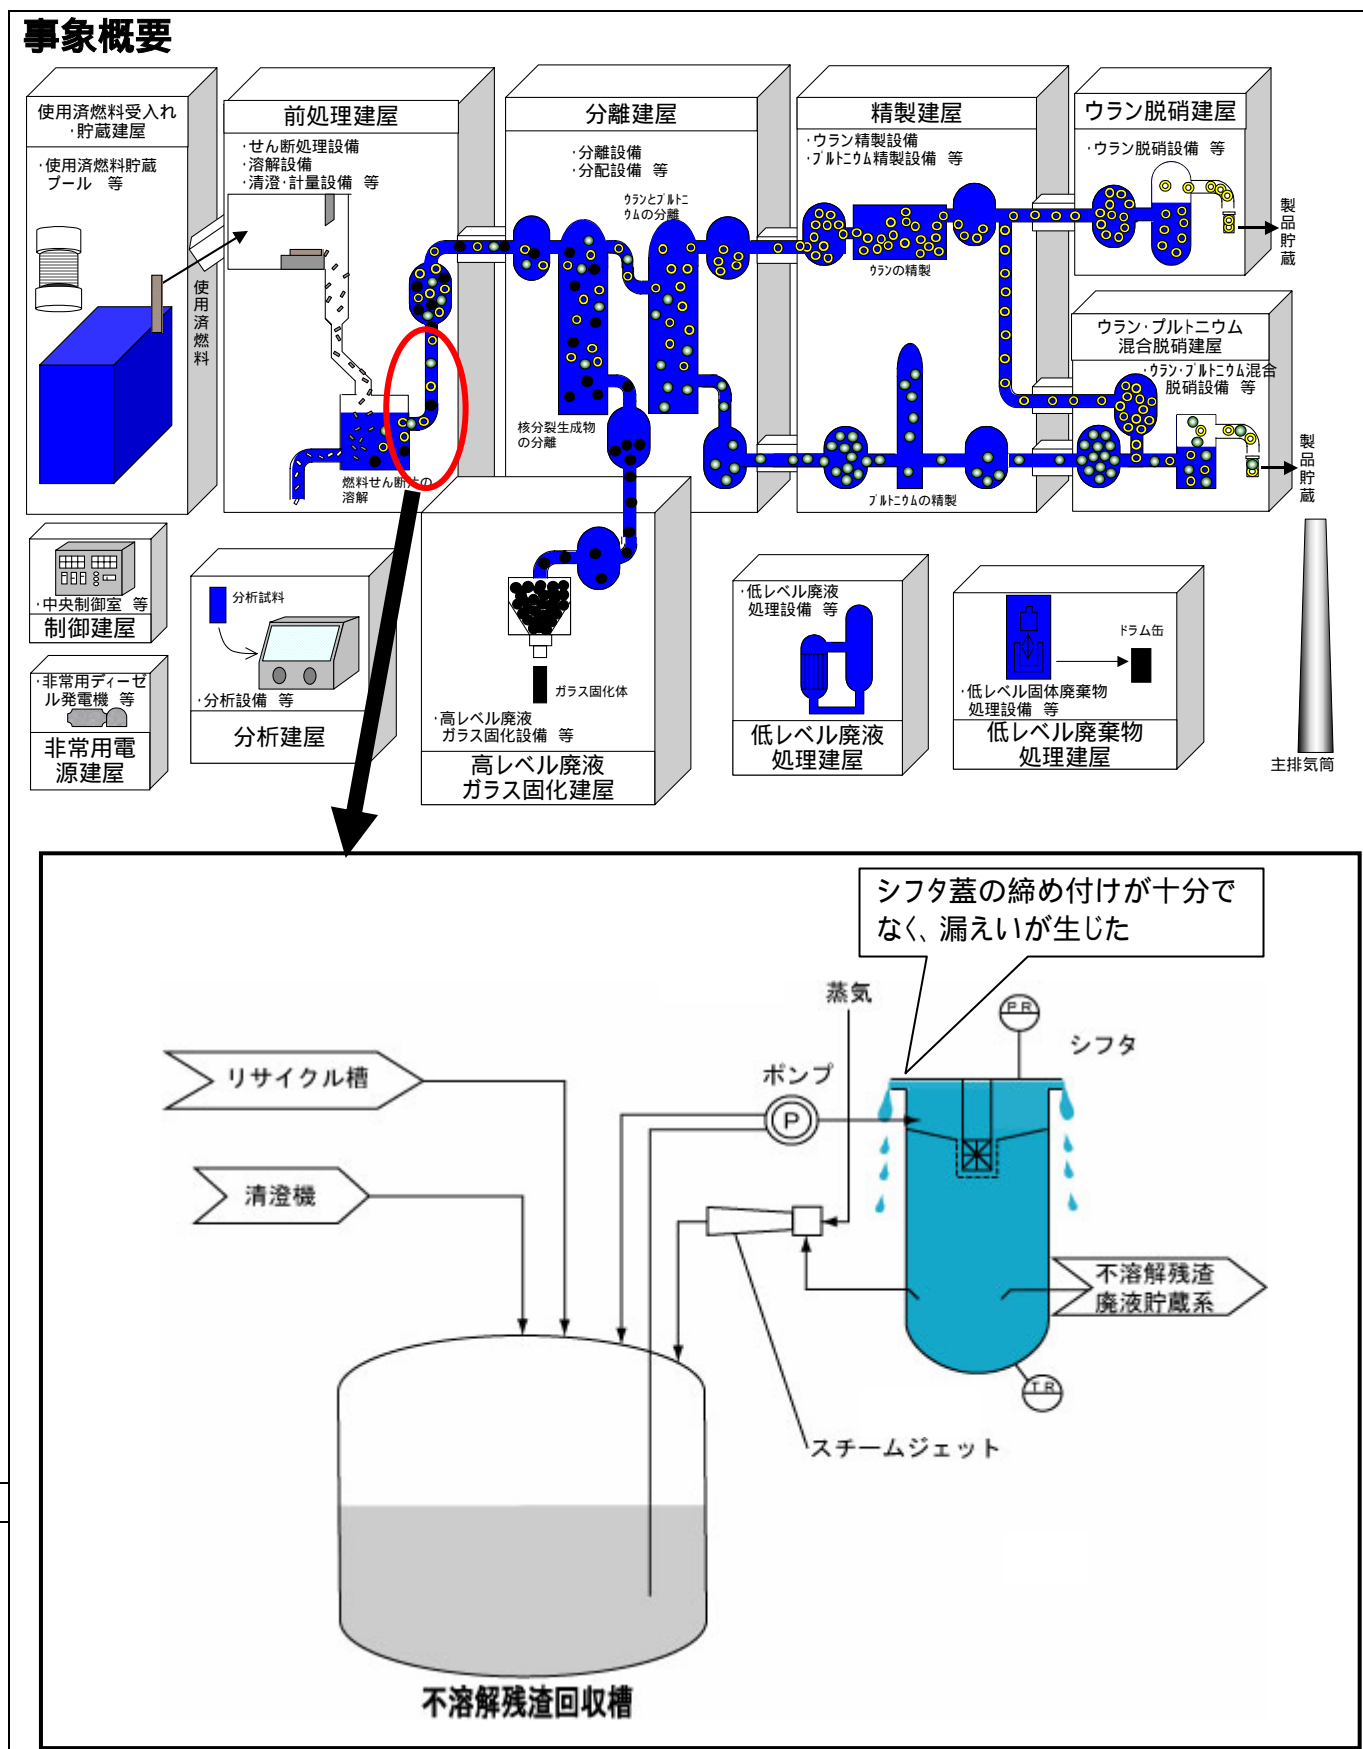 事象概要
使用済燃料受入れ
・貯蔵建屋
・使用済燃料貯蔵
プール 等
使用済燃料
前処理建屋
・せん断処理設備
・溶解設備
・清澄・計量設備 等
燃料せん断片の
溶解
分離建屋
・分離設備
・分配設備 等
ウランとプルトニ
ウムの分離
核分裂生成物
の分離
精製建屋
・ウラン精製設備
・プルトニウム精製設備 等
ウランの精製
プルトニウムの精製
ウラン脱硝建屋
・ウラン脱硝設備 等
製品貯蔵
ウラン・プルトニウム
混合脱硝建屋
・ウラン・プルトニウム混合
脱硝設備 等
製品貯蔵
・中央制御室 等
制御建屋
・非常用ディーゼ
ル発電機 等
非常用電
源建屋
分析試料
・分析設備 等
分析建屋
ガラス固化体
・高レベル廃液
ガラス固化設備 等
高レベル廃液
ガラス固化建屋
・低レベル廃液
処理設備 等
低レベル廃液
処理建屋
ドラム缶
・低レベル固体廃棄物
処理設備 等
低レベル廃棄物
処理建屋
主排気筒
シフタ蓋の締め付けが十分で
なく、漏えいが生じた
蒸気
PR
シフタ
ポンプ
P
リサイクル槽
清澄機
不溶解残渣
廃液貯蔵系
TR
スチームジェット
不溶解残渣回収槽